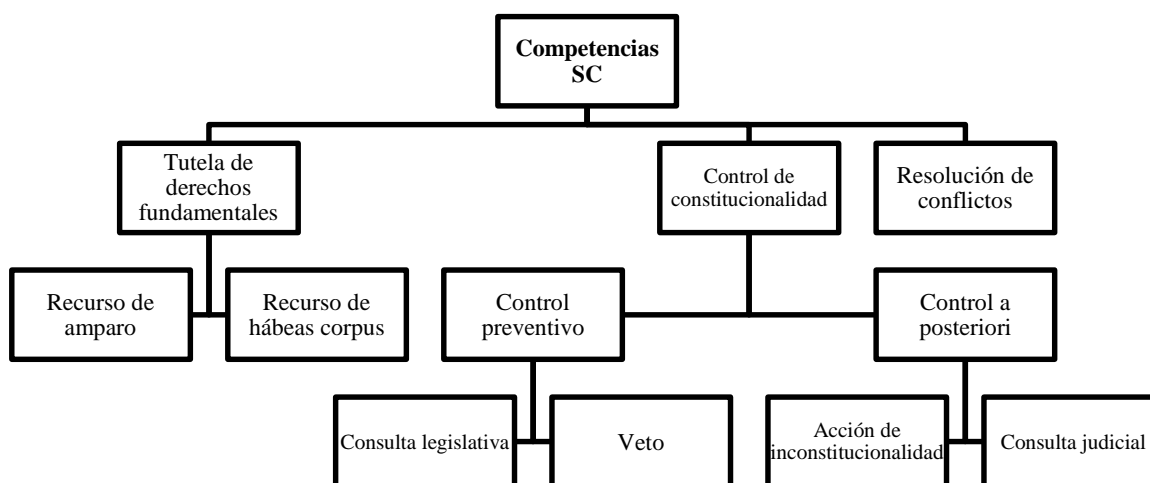 Competencias
SC
Tutela de
derechos
fundamentales
Control de
constitucionalidad
Resolución de
conflictos
Recurso de
amparo
Recurso de
hábeas corpus
Control
preventivo
Control a
posteriori
Consulta legislativa
Veto
Acción de
inconstitucionalidad
Consulta judicial